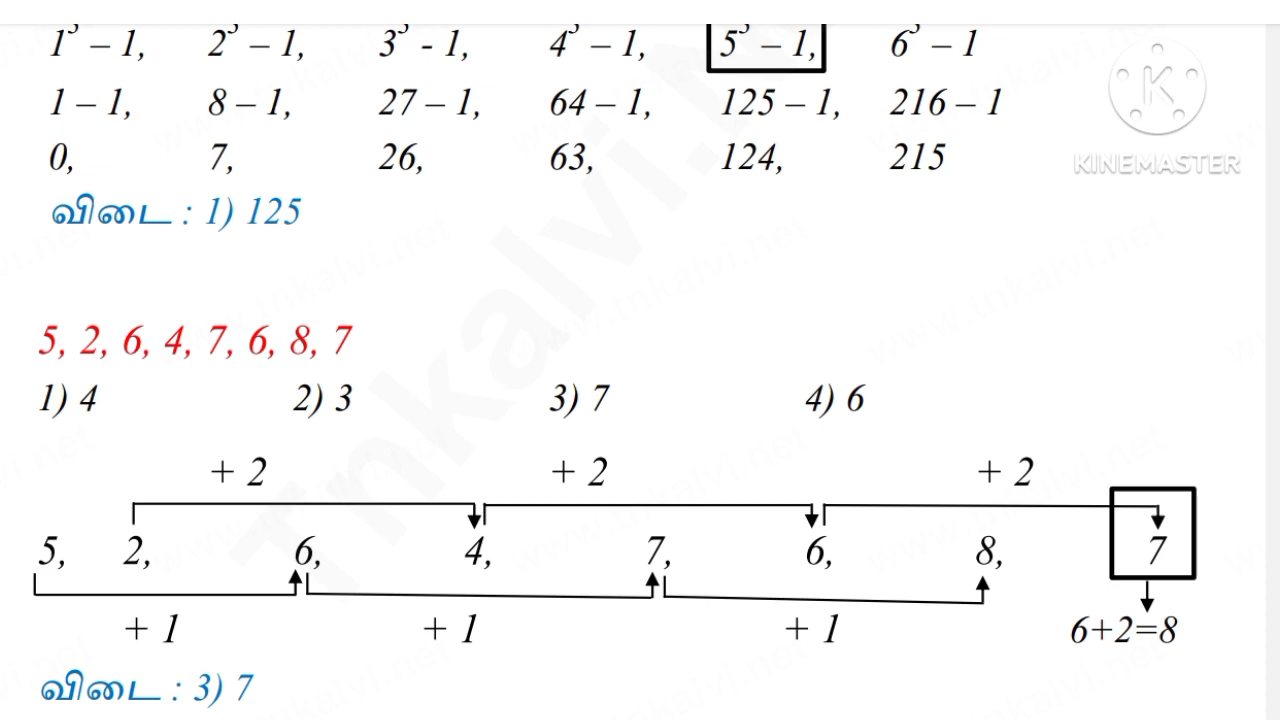 1³ – 1, 2³ – 1, 3³ - 1, 4³ – 1, 5³ – 1, 6³ – 1
1 – 1, 8 – 1, 27 – 1, 64 – 1, 125 – 1, 216 – 1
0, 7, 26, 63, 124, 215
KINEMASTER
விடை : 1) 125
5, 2, 6, 4, 7, 6, 8, 7
1) 4 2) 3 3) 7 4) 6
+ 2 + 2 + 2
5, 2, 6, 4, 7, 6, 8, 7
+ 1 + 1 + 1 6+2=8
விடை : 3) 7